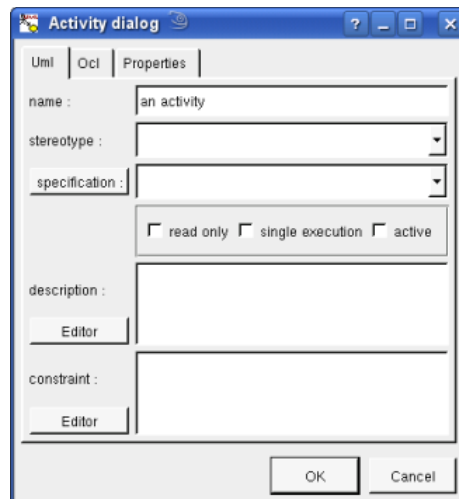 Activity dialog
Uml Ocl Properties
name : an activity
stereotype :
specification :
read only single execution active
description :
Editor
constraint :
Editor
OK Cancel